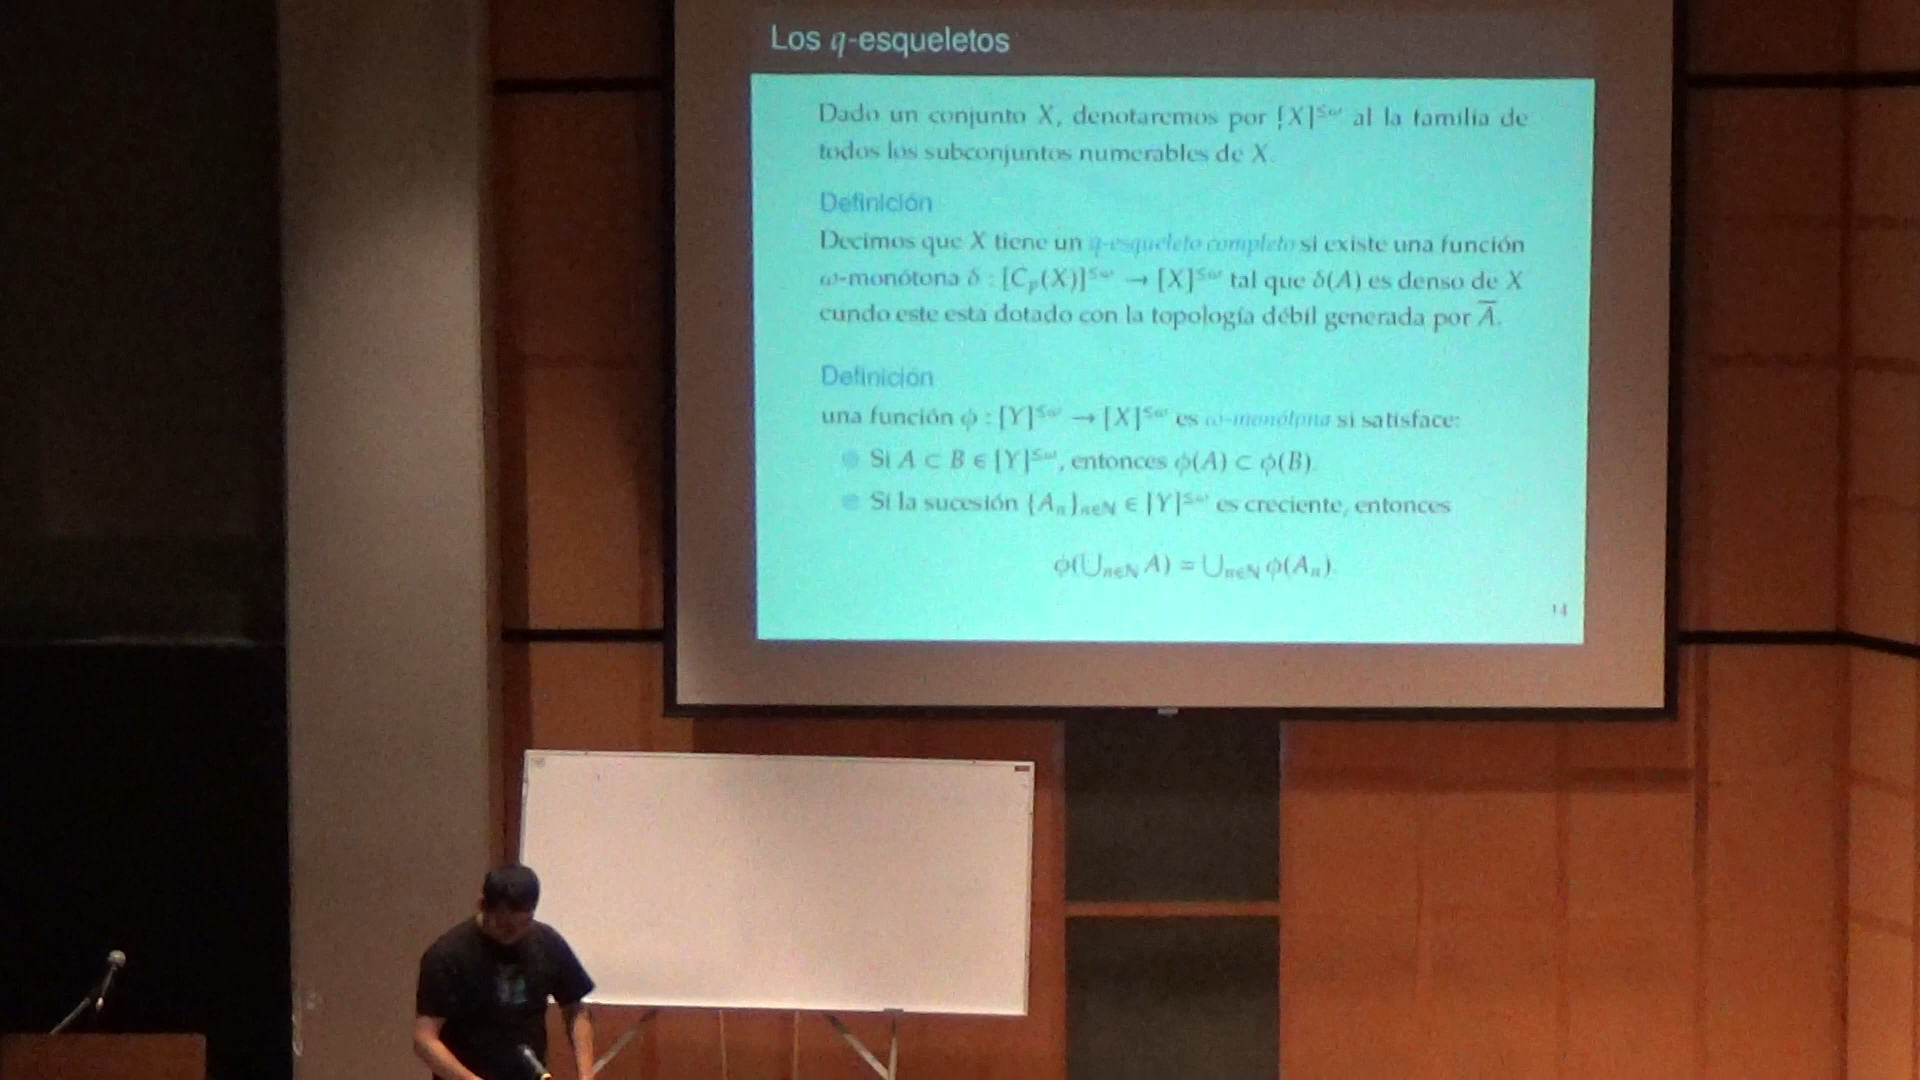 Los q-esqueletos
Dado un conjunto X, denotaremos por [X]^≤ω al la familia de
todos los subconjuntos numerables de X.
Definición
Decimos que X tiene un q-esqueleto completo si existe una función
ω-monótona δ : [Cₚ(X)]^≤ω → [X]^≤ω tal que δ(A) es denso de X
cundo este esta dotado con la topología débil generada por A̅.
Definición
una función ϕ : [Y]^≤ω → [X]^≤ω es ω-monótona si satisface:
Si A ⊂ B ∈ [Y]^≤ω, entonces ϕ(A) ⊂ ϕ(B).
Si la sucesión {Aₙ}ₙ∈ℕ ∈ [Y]^≤ω es creciente, entonces
ϕ(⋃ₙ∈ℕ A) = ⋃ₙ∈ℕ ϕ(Aₙ).
14